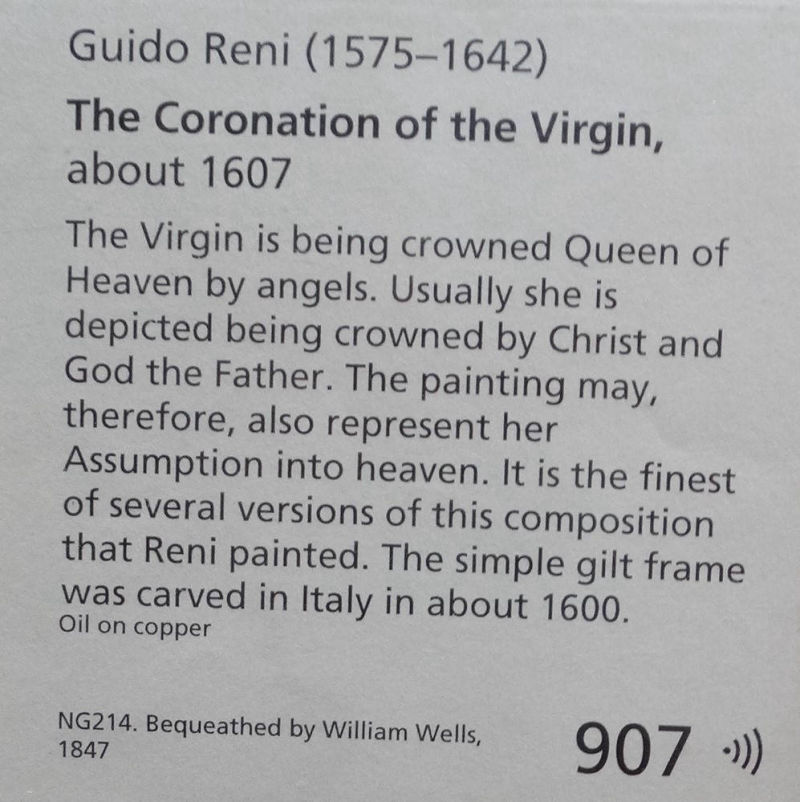 Guido Reni (1575–1642)
The Coronation of the Virgin,
about 1607
The Virgin is being crowned Queen of
Heaven by angels. Usually she is
depicted being crowned by Christ and
God the Father. The painting may,
therefore, also represent her
Assumption into heaven. It is the finest
of several versions of this composition
that Reni painted. The simple gilt frame
was carved in Italy in about 1600.
Oil on copper
NG214. Bequeathed by William Wells,
1847
907